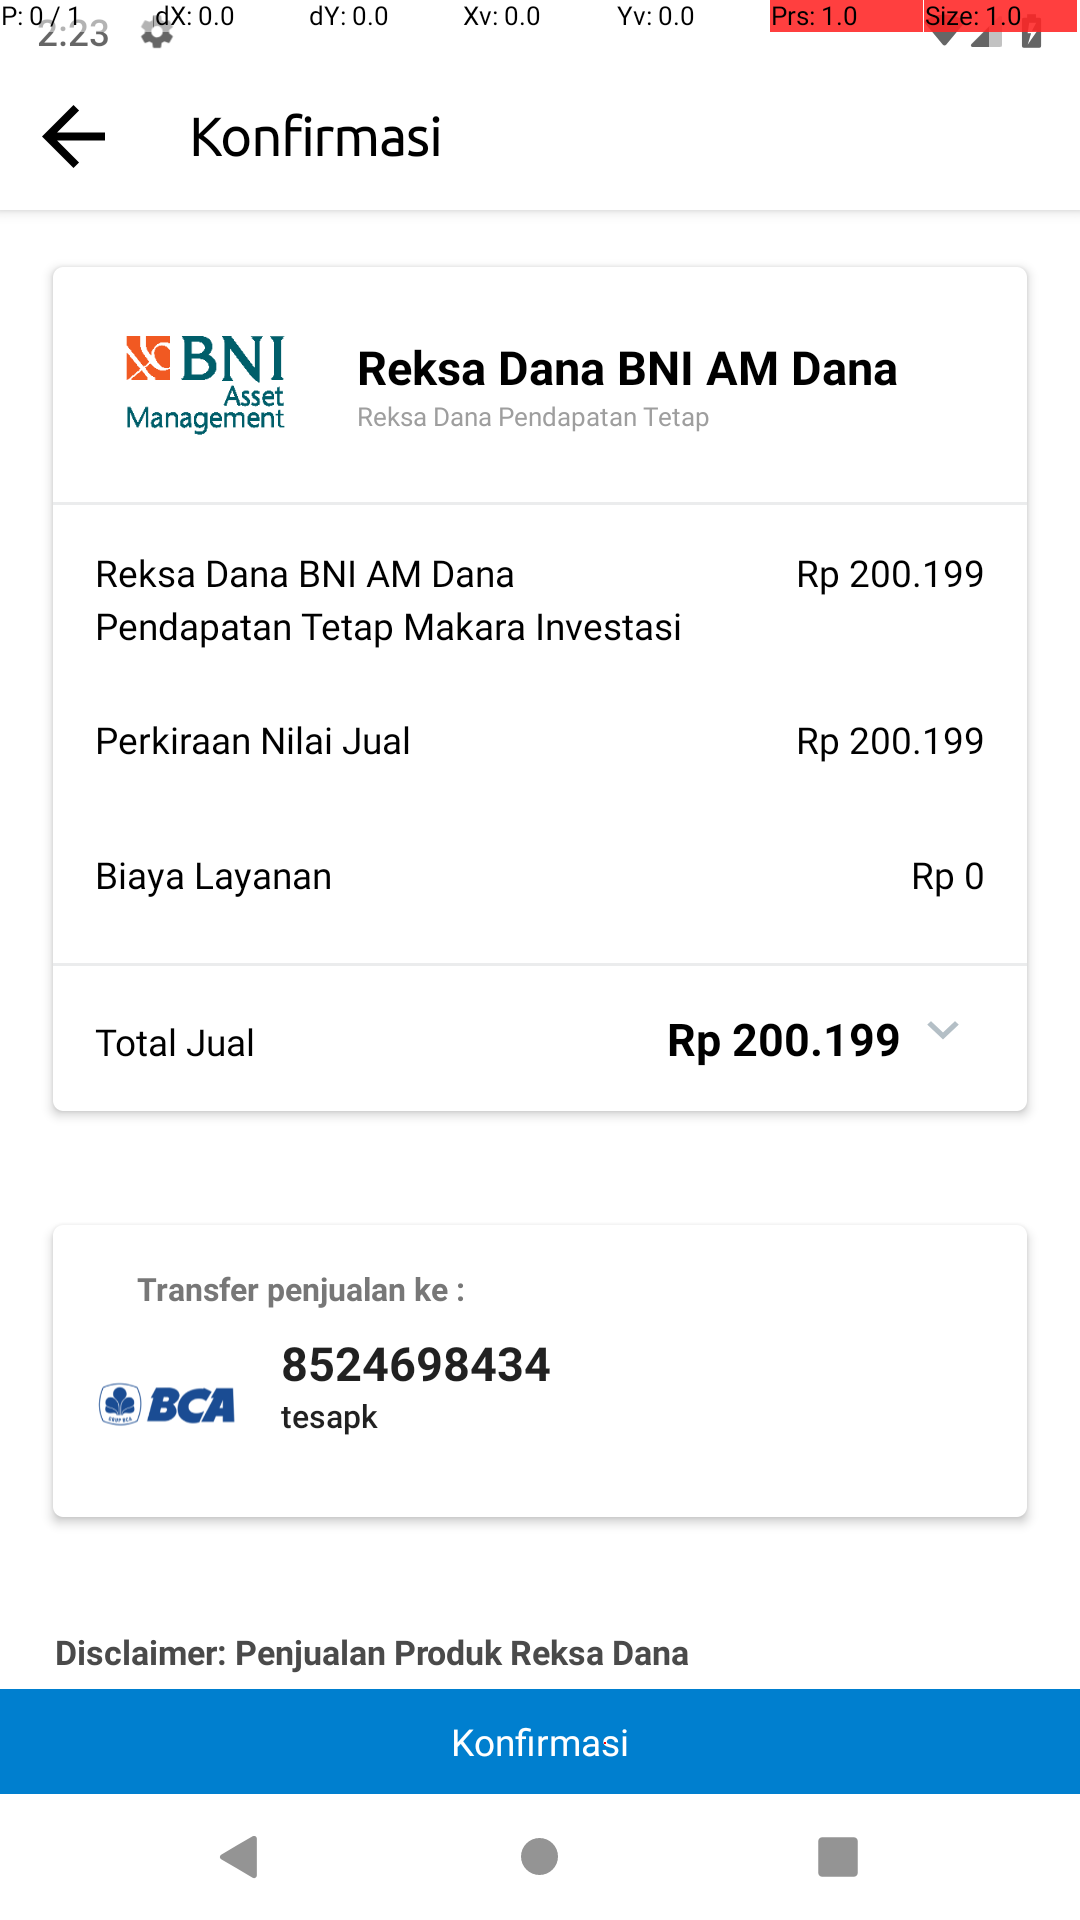 P: 0 / 1 dX: 0.0 dY: 0.0 Xv: 0.0 Yv: 0.0 Prs: 1.0 Size: 1.0
2:23
Konfirmasi
BNI
Asset
Management
Reksa Dana BNI AM Dana
Reksa Dana Pendapatan Tetap
Reksa Dana BNI AM Dana Rp 200.199
Pendapatan Tetap Makara Investasi
Perkiraan Nilai Jual Rp 200.199
Biaya Layanan Rp 0
Total Jual Rp 200.199
Transfer penjualan ke :
8524698434
BCA
tesapk
Disclaimer: Penjualan Produk Reksa Dana
Konfirmasi